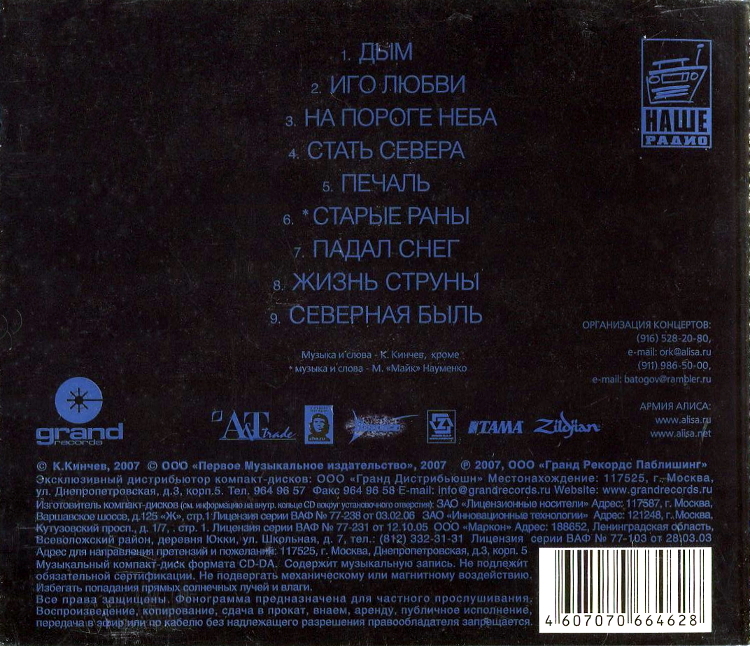 1. ДЫМ
2. ИГО ЛЮБВИ
3. НА ПОРОГЕ НЕБА
4. СТАТЬ СЕВЕРА
5. ПЕЧАЛЬ
6. *СТАРЫЕ РАНЫ
7. ПАДАЛ СНЕГ
8. ЖИЗНЬ СТРУНЫ
9. СЕВЕРНАЯ БЫЛЬ
НАШЕ
РАДИО
Музыка и слова - К. Кинчев, кроме
* музыка и слова - М. «Майк» Науменко
ОРГАНИЗАЦИЯ КОНЦЕРТОВ:
(916) 528-20-80,
e-mail: ork@alisa.ru
(911) 986-50-00,
e-mail: batogov@rambler.ru
АРМИЯ АЛИСА:
www.alisa.ru
www.alisa.net
grand
records
A&T Trade
TAMA
Zildjian
© К.Кинчев, 2007 © ООО «Первое Музыкальное издательство», 2007 ℗ 2007, ООО «Гранд Рекордс Паблишинг»
Эксклюзивный дистрибьютор компакт-дисков: ООО «Гранд Дистрибьюшн» Местонахождение: 117525, г. Москва,
ул. Днепропетровская, д.3, корп.5. Тел. 964 96 57 Факс 964 96 58 E-mail: info@grandrecords.ru Website: www.grandrecords.ru
Изготовитель компакт-дисков (см. информацию на внутр. кольце CD вокруг установочного отверстия): ЗАО «Лицензионные носители» Адрес: 117587, г. Москва,
Варшавское шоссе, д.125 «Ж», стр.1 Лицензия серии ВАФ № 77-238 от 03.02.06 ЗАО «Инновационные технологии» Адрес: 121248, г. Москва,
Кутузовский просп, д. 1/7, стр. 1. Лицензии серии ВАФ № 77-231 от 12.10.05 ООО «Маркон» Адрес: 188652, Ленинградская область,
Всеволожский район, деревня Юкки, ул. Школьная, д. 7, тел.: (812) 332-31-31 Лицензия серии ВАФ № 77-103 от 28.03.03
Адрес для направления претензий и пожеланий: 117525, г. Москва, Днепропетровская, д.3, корп. 5
Музыкальный компакт-диск формата CD-DA. Содержит музыкальную запись. Не подлежит
обязательной сертификации. Не подвергать механическому или магнитному воздействию.
Избегать попадания прямых солнечных лучей и влаги.
Все права защищены. Фонограмма предназначена для частного прослушивания.
Воспроизведение, копирование, сдача в прокат, внаем, аренду, публичное исполнение,
передача в эфир или по кабелю без надлежащего разрешения правообладателя запрещается.
4 607070 664628